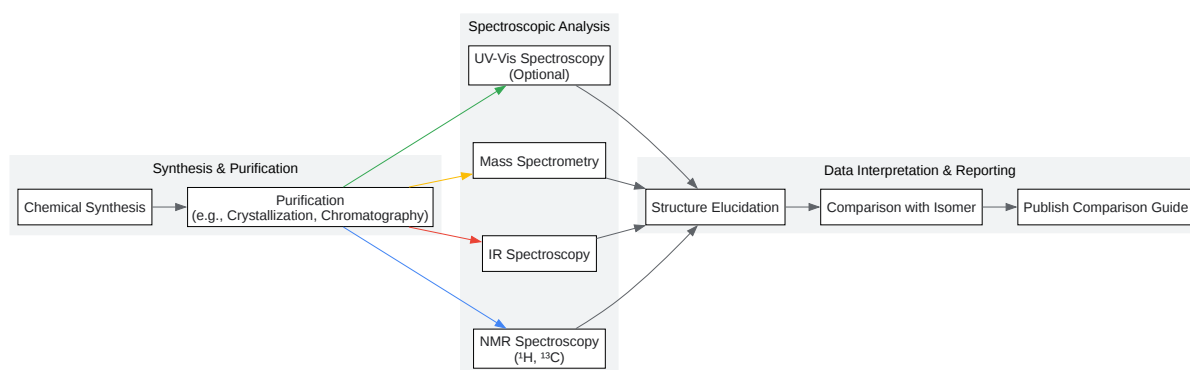 Synthesis & Purification
Chemical Synthesis
Purification
(e.g., Crystallization, Chromatography)
Spectroscopic Analysis
UV-Vis Spectroscopy
(Optional)
Mass Spectrometry
IR Spectroscopy
NMR Spectroscopy
(¹H, ¹³C)
Data Interpretation & Reporting
Structure Elucidation
Comparison with Isomer
Publish Comparison Guide